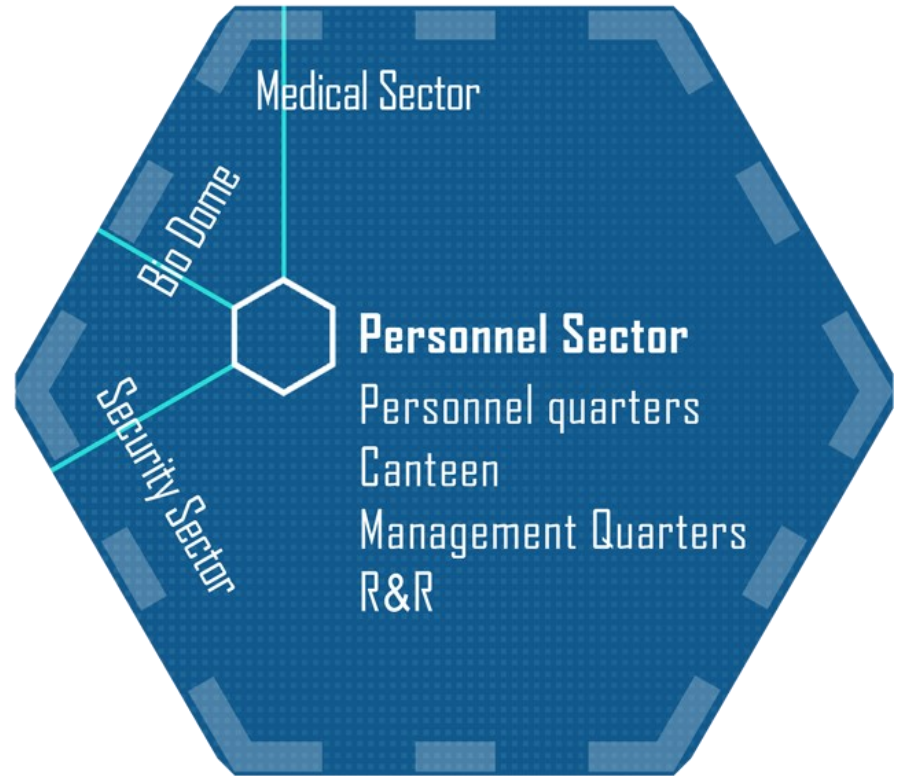 Medical Sector
Bio Dome
Security Sector
Personnel Sector
Personnel quarters
Canteen
Management Quarters
R&R